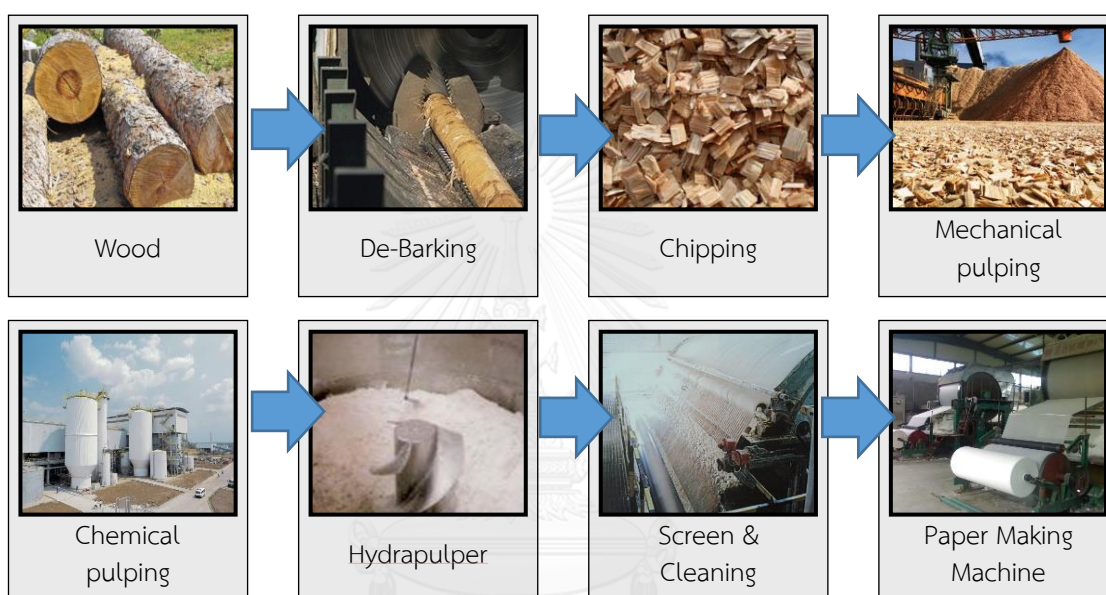 Wood
De-Barking
Chipping
Mechanical
pulping
Chemical
pulping
Hydrapulper
Screen &
Cleaning
Paper Making
Machine